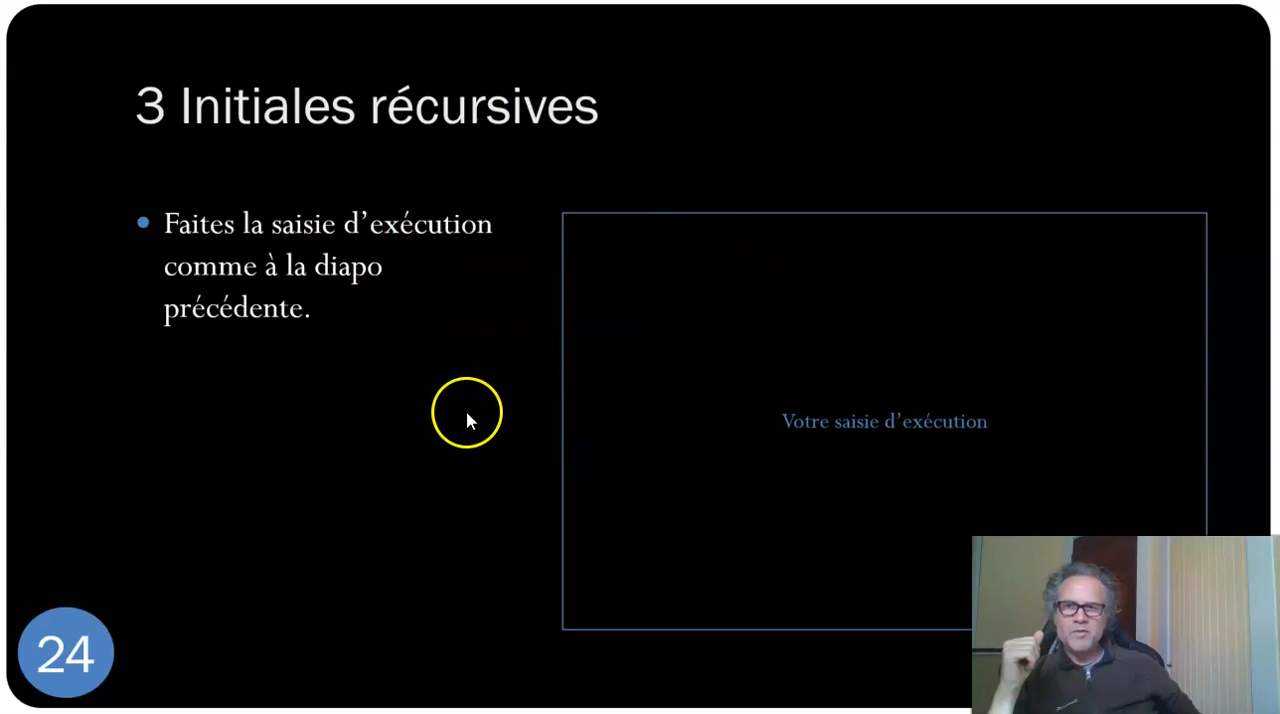 3 Initiales récursives
Faites la saisie d’exécution
comme à la diapo
précédente.
Votre saisie d’exécution
24